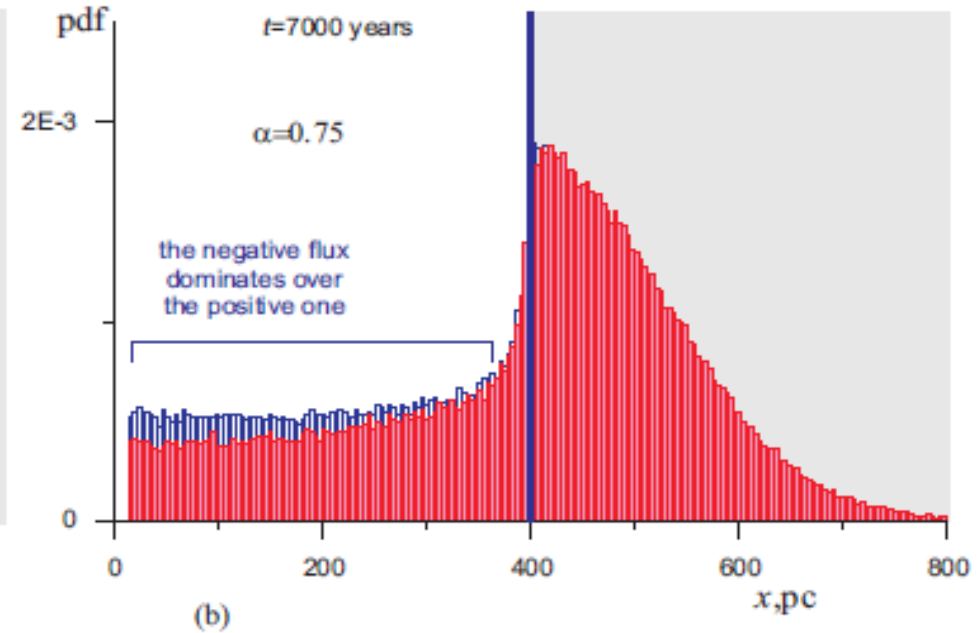 pdf
t=7000 years
2E-3
α=0.75
the negative flux
dominates over
the positive one
0
0
200
400
600
800
x,pc
(b)